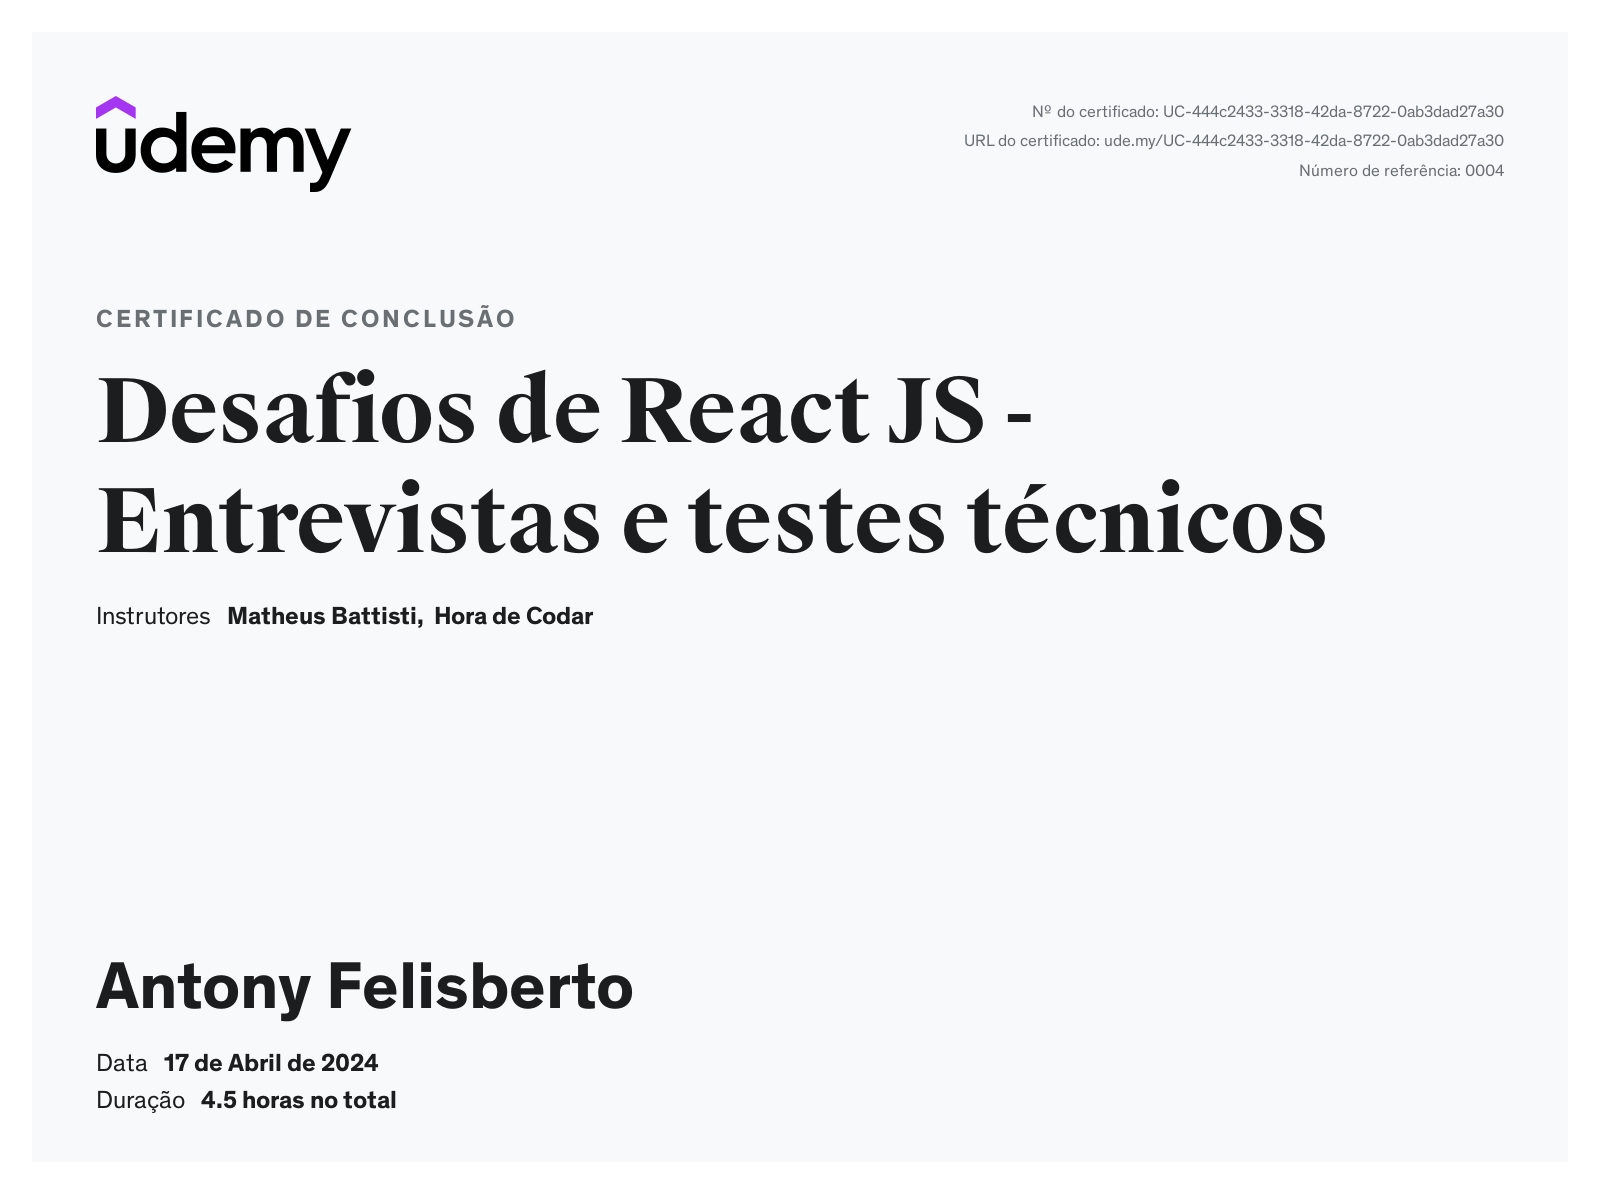 udemy
Nº do certificado: UC-444c2433-3318-42da-8722-0ab3dad27a30
URL do certificado: ude.my/UC-444c2433-3318-42da-8722-0ab3dad27a30
Número de referência: 0004
CERTIFICADO DE CONCLUSÃO
Desafios de React JS -
Entrevistas e testes técnicos
Instrutores Matheus Battisti, Hora de Codar
Antony Felisberto
Data 17 de Abril de 2024
Duração 4.5 horas no total